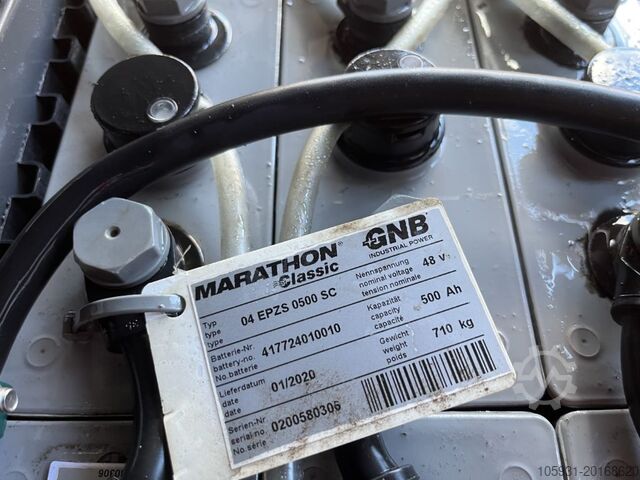 MARATHON®
Classic
GNB®
INDUSTRIAL POWER
Typ
type
type
04 EPZS 0500 SC
Nennspannung
nominal voltage
tension nominale
48 V
Batterie-Nr.
battery-no.
No.batterie
417724010010
Kapazität
capacity
capacité
500 Ah
Lieferdatum
date
date
01/2020
Gewicht
weight
poids
710 kg
Serien-Nr
serial no
serial no
0200580306
105931-20168620